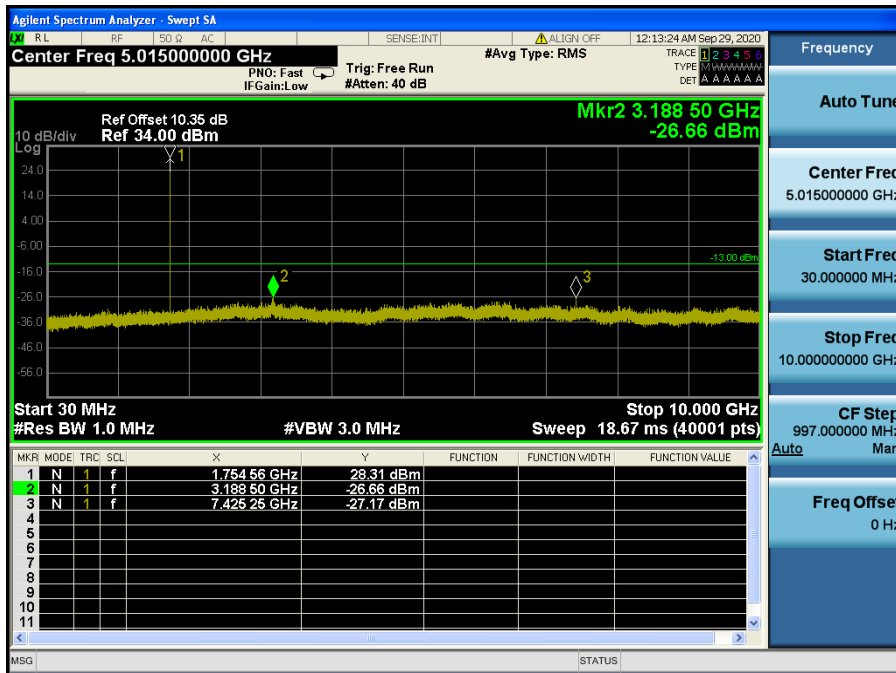 Agilent Spectrum Analyzer - Swept SA
LXI RL RF 50 Ω AC SENSE:INT ALIGN OFF 12:13:24 AM Sep 29, 2020
Center Freq 5.015000000 GHz
PNO: Fast
IFGain:Low
Trig: Free Run
#Atten: 40 dB
#Avg Type: RMS
TRACE 1 2 3 4 5 6
TYPE M W W W W W
DET A A A A A A
Ref Offset 10.35 dB
Ref 34.00 dBm
10 dB/div
Log
Mkr2 3.188 50 GHz
-26.66 dBm
1
24.0
14.0
4.00
-6.00
-13.00 dBm
-16.0
2
3
-26.0
-36.0
-46.0
-56.0
Start 30 MHz Stop 10.000 GHz
#Res BW 1.0 MHz #VBW 3.0 MHz Sweep 18.67 ms (40001 pts)
MKR MODE TRC SCL X Y FUNCTION FUNCTION WIDTH FUNCTION VALUE
1 N 1 f 1.754 56 GHz 28.31 dBm
2 N 1 f 3.188 50 GHz -26.66 dBm
3 N 1 f 7.425 25 GHz -27.17 dBm
4
5
6
7
8
9
10
11
MSG STATUS
Frequency
Auto Tune
Center Freq
5.015000000 GHz
Start Freq
30.000000 MHz
Stop Freq
10.000000000 GHz
CF Step
997.000000 MHz
Auto Man
Freq Offset
0 Hz